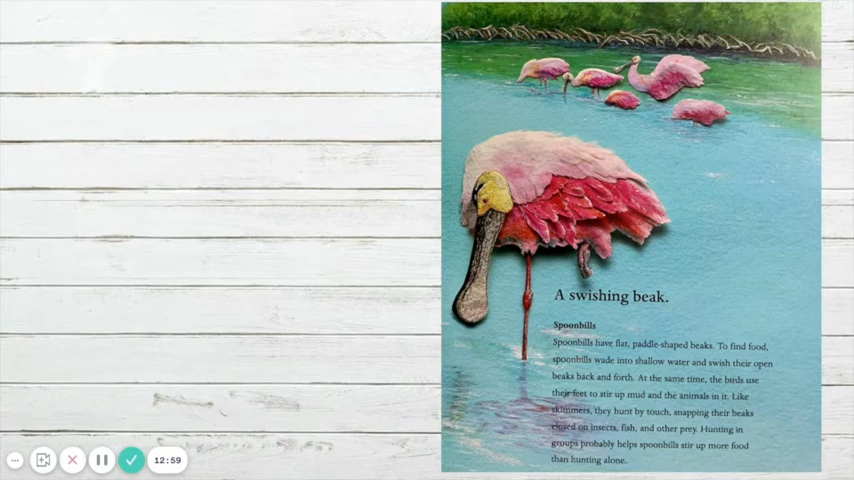 A swishing beak.
Spoonbills
Spoonbills have flat, paddle-shaped beaks. To find food,
spoonbills wade into shallow water and swish their open
beaks back and forth. At the same time, the birds use
their feet to stir up mud and the animals in it. Like
skimmers, they hunt by touch, snapping their beaks
closed on insects, fish, and other prey. Hunting in
groups probably helps spoonbills stir up more food
than hunting alone.
12:59